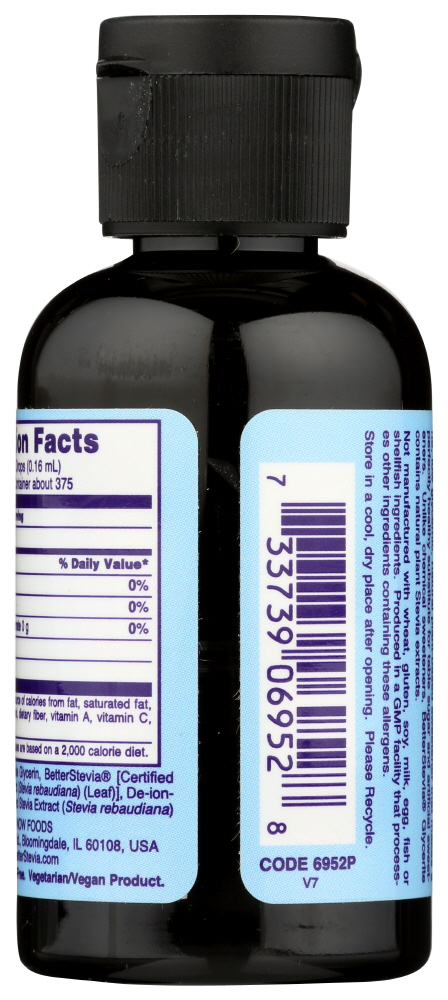 on Facts
rops (0.16 mL)
ntainer about 375
% Daily Value*
0%
0%
0 g 0%
of calories from fat, saturated fat,
dietary fiber, vitamin A, vitamin C,
are based on a 2,000 calorie diet.
Glycerin, BetterStevia® [Certified
(Stevia rebaudiana) (Leaf)], De-ion-
Stevia Extract (Stevia rebaudiana)
NOW FOODS
Bloomingdale, IL 60108, USA
tterStevia.com
Vegetarian/Vegan Product.
7 33739 06952 8
CODE 6952P
V7
eners. Unlike chemical sweeteners, BetterStevia® Glycerite
contains natural plant Stevia extracts.
Not manufactured with wheat, gluten, soy, milk, egg, fish or
shellfish ingredients. Produced in a GMP facility that process-
es other ingredients containing these allergens.
Store in a cool, dry place after opening. Please Recycle.